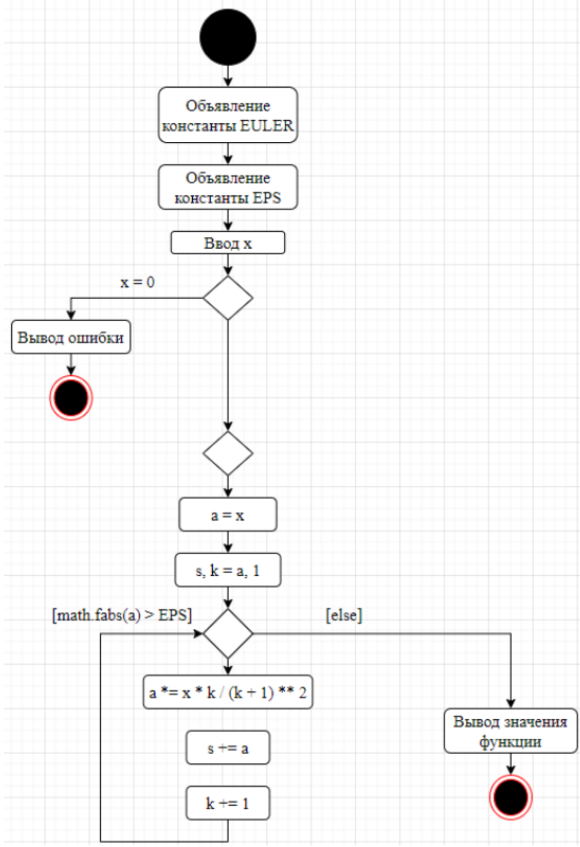 Объявление
константы EULER
Объявление
константы EPS
Ввод x
x = 0
Вывод ошибки
a = x
s, k = a, 1
[math.fabs(a) > EPS]
[else]
a *= x * k / (k + 1) ** 2
Вывод значения
функции
s += a
k += 1